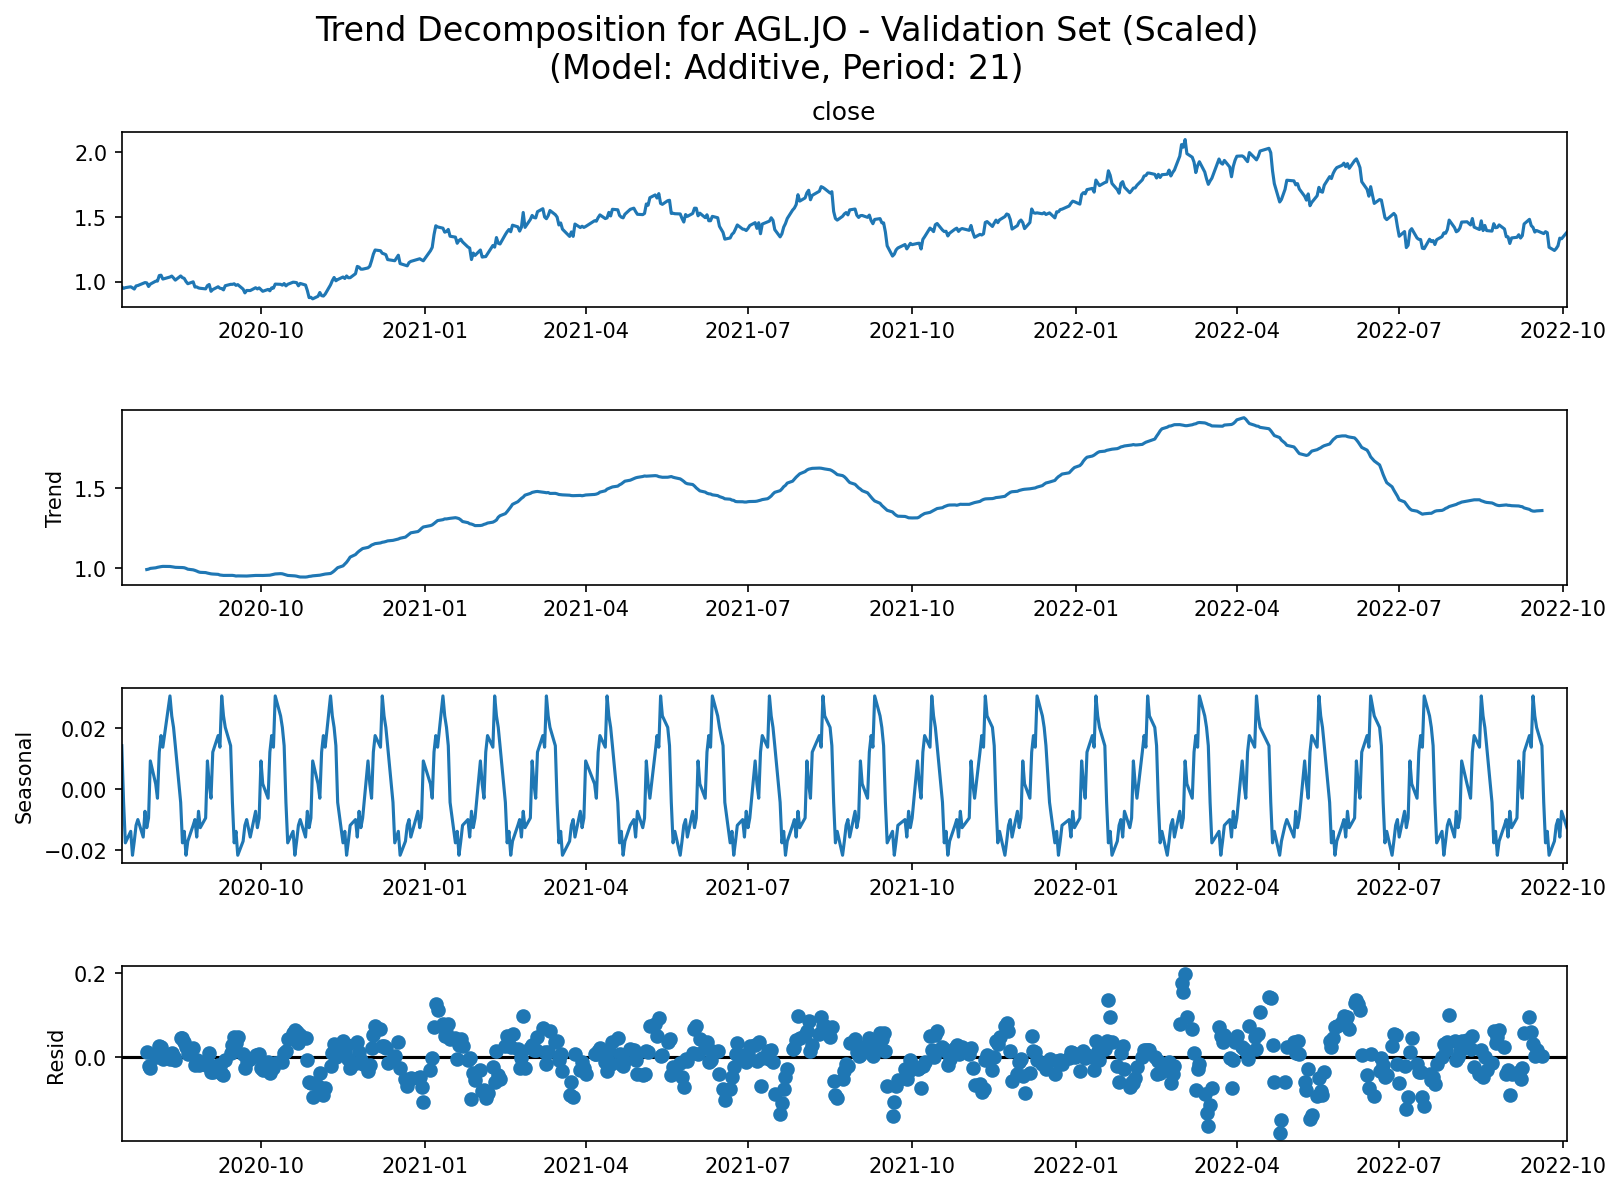 Trend Decomposition for AGL.JO - Validation Set (Scaled)
(Model: Additive, Period: 21)
close
2.0
1.5
1.0
2020-10 2021-01 2021-04 2021-07 2021-10 2022-01 2022-04 2022-07 2022-10
Trend
1.5
1.0
2020-10 2021-01 2021-04 2021-07 2021-10 2022-01 2022-04 2022-07 2022-10
Seasonal
0.02
0.00
−0.02
2020-10 2021-01 2021-04 2021-07 2021-10 2022-01 2022-04 2022-07 2022-10
Resid
0.2
0.0
2020-10 2021-01 2021-04 2021-07 2021-10 2022-01 2022-04 2022-07 2022-10